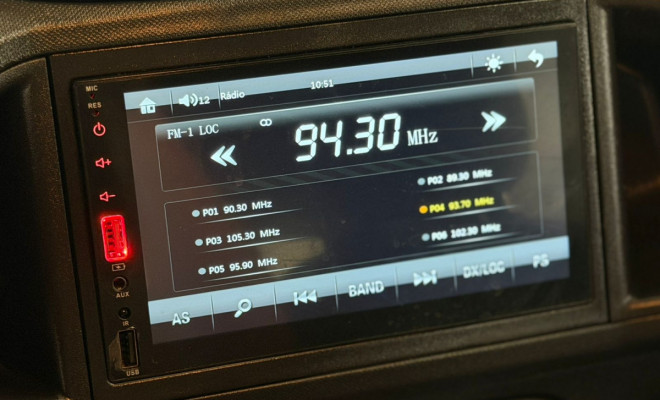 MIC
RES
12 Rádio 10:51
FM-1 LOC
94.30 MHz
P01 90.30 MHz
P02 89.30 MHz
P03 105.30 MHz
P04 93.70 MHz
P05 95.90 MHz
P06 102.30 MHz
AS BAND DX/LOC PS
AUX
IR
USB